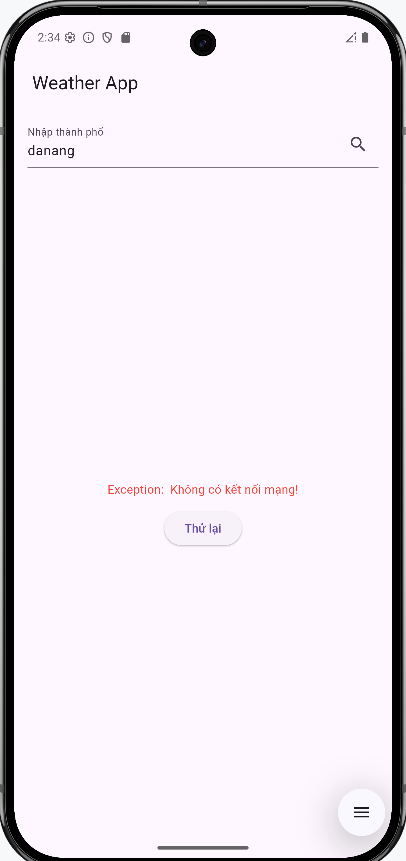 2:34
Weather App
Nhập thành phố
danang
Exception: Không có kết nối mạng!
Thử lại